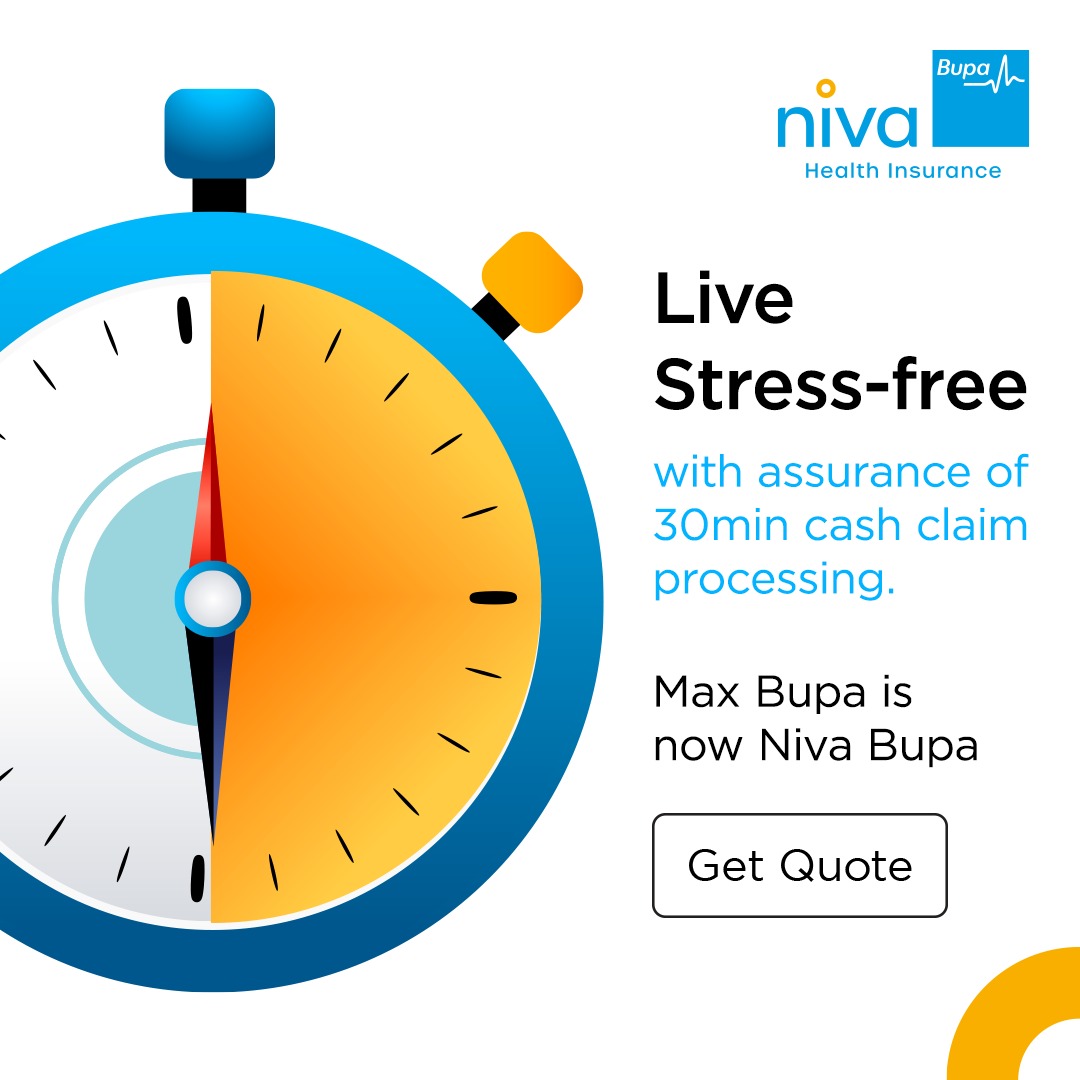 Bupa
niva
Health Insurance
Live
Stress-free
with assurance of
30min cash claim
processing.
Max Bupa is
now Niva Bupa
Get Quote